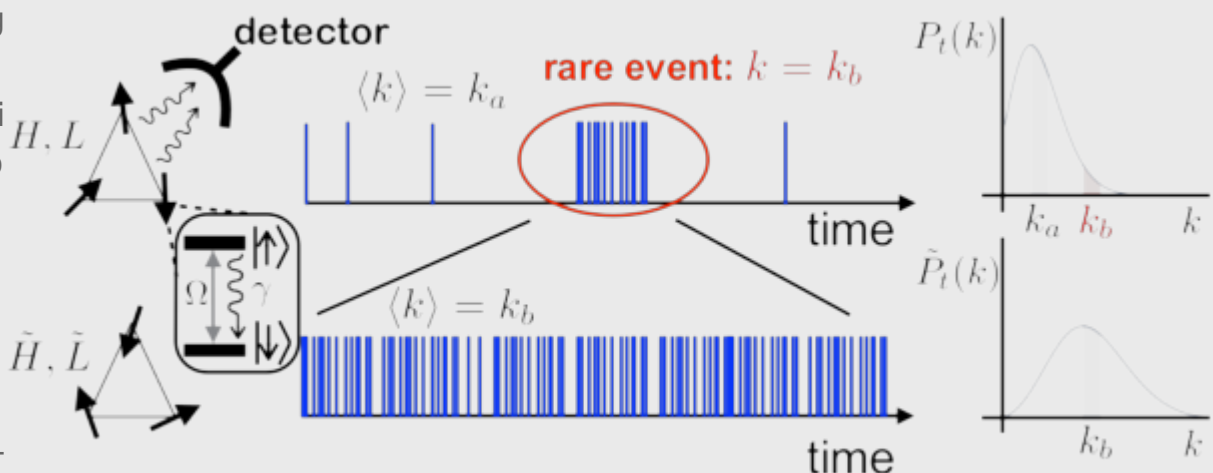 detector
rare event: k = k_b
⟨k⟩ = k_a
P_t(k)
H, L
time
k_a k_b k
|↑⟩
Ω γ
|↓⟩
⟨k⟩ = k_b
P̃_t(k)
H̃, L̃
time
k_b k